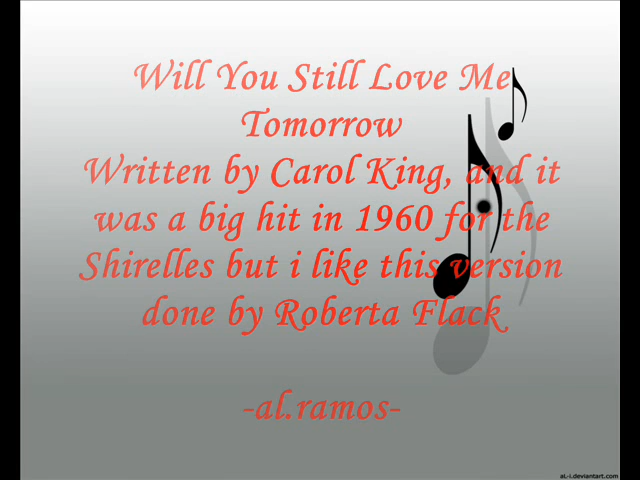 Will You Still Love Me
Tomorrow
Written by Carol King, and it
was a big hit in 1960 for the
Shirelles but i like this version
done by Roberta Flack
-al.ramos-
aL-i.deviantart.com